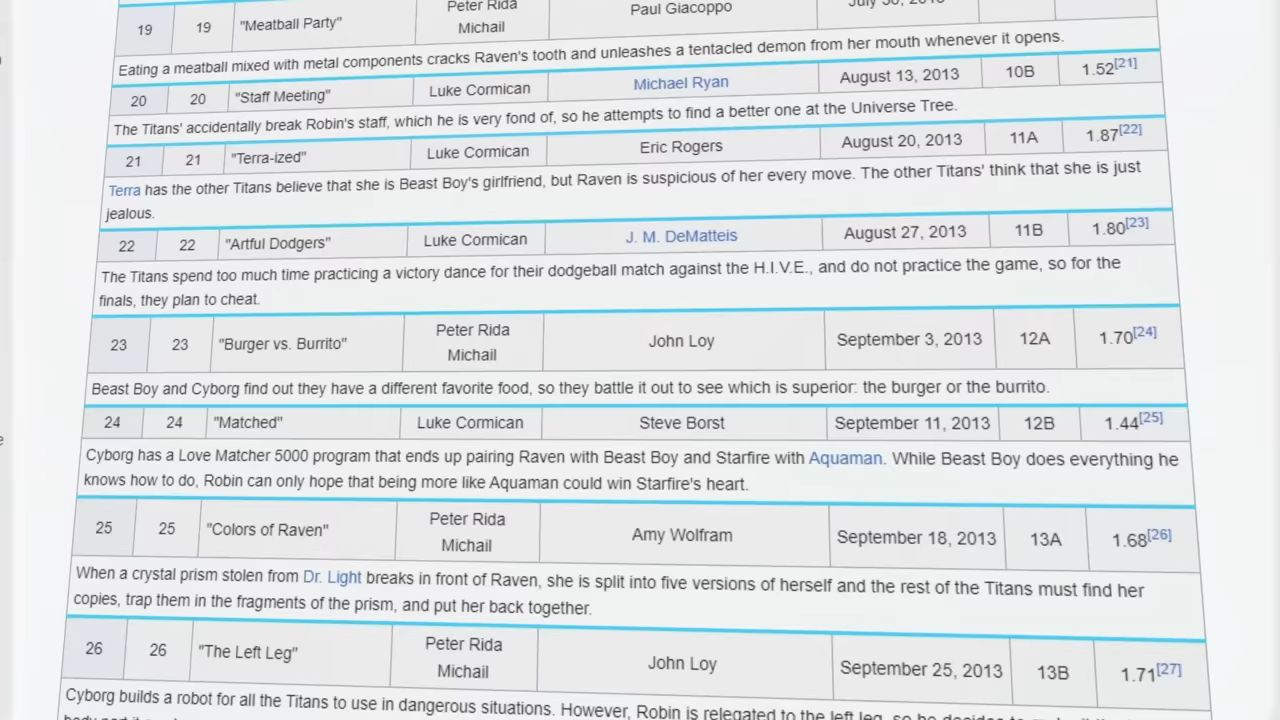 19 19 "Meatball Party" Peter Rida Michail Paul Giacoppo
Eating a meatball mixed with metal components cracks Raven's tooth and unleashes a tentacled demon from her mouth whenever it opens.
20 20 "Staff Meeting" Luke Cormican Michael Ryan August 13, 2013 10B 1.52[21]
The Titans' accidentally break Robin's staff, which he is very fond of, so he attempts to find a better one at the Universe Tree.
21 21 "Terra-ized" Luke Cormican Eric Rogers August 20, 2013 11A 1.87[22]
Terra has the other Titans believe that she is Beast Boy's girlfriend, but Raven is suspicious of her every move. The other Titans' think that she is just
jealous.
22 22 "Artful Dodgers" Luke Cormican J. M. DeMatteis August 27, 2013 11B 1.80[23]
The Titans spend too much time practicing a victory dance for their dodgeball match against the H.I.V.E., and do not practice the game, so for the
finals, they plan to cheat.
23 23 "Burger vs. Burrito" Peter Rida Michail John Loy September 3, 2013 12A 1.70[24]
Beast Boy and Cyborg find out they have a different favorite food, so they battle it out to see which is superior: the burger or the burrito.
24 24 "Matched" Luke Cormican Steve Borst September 11, 2013 12B 1.44[25]
Cyborg has a Love Matcher 5000 program that ends up pairing Raven with Beast Boy and Starfire with Aquaman. While Beast Boy does everything he
knows how to do, Robin can only hope that being more like Aquaman could win Starfire's heart.
25 25 "Colors of Raven" Peter Rida Michail Amy Wolfram September 18, 2013 13A 1.68[26]
When a crystal prism stolen from Dr. Light breaks in front of Raven, she is split into five versions of herself and the rest of the Titans must find her
copies, trap them in the fragments of the prism, and put her back together.
26 26 "The Left Leg" Peter Rida Michail John Loy September 25, 2013 13B 1.71[27]
Cyborg builds a robot for all the Titans to use in dangerous situations. However, Robin is relegated to the left leg, so he decides to